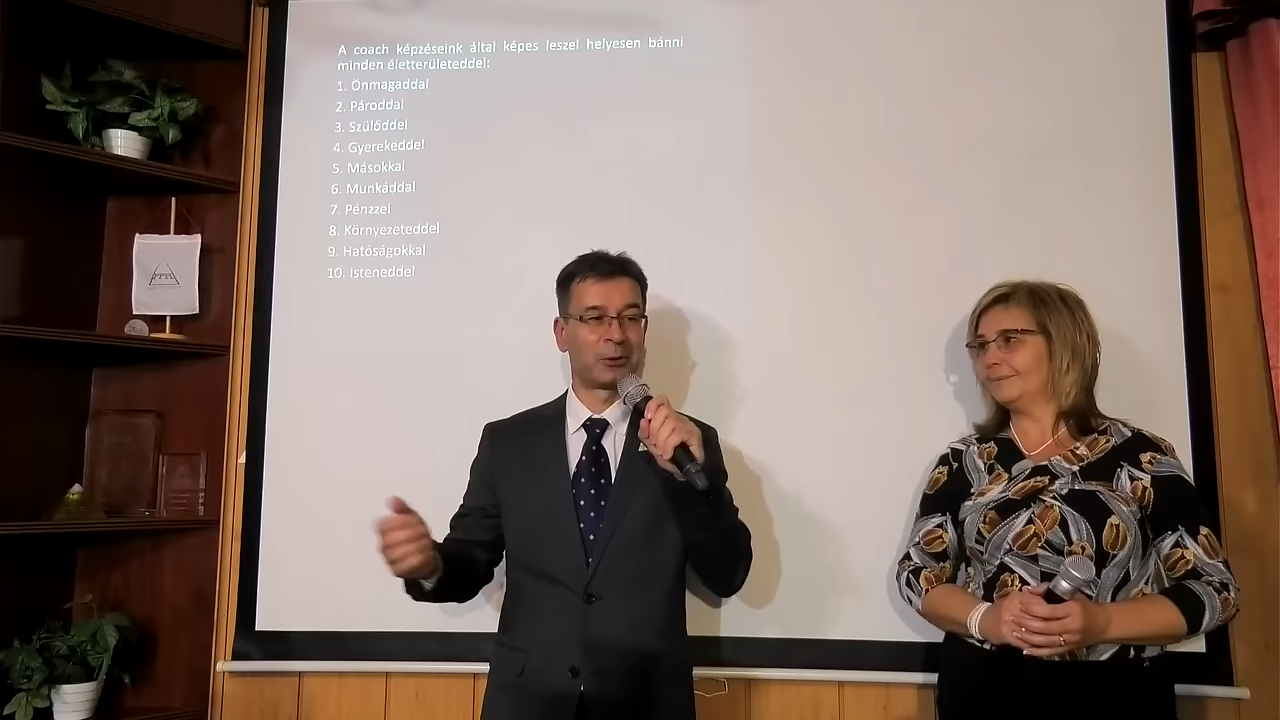 A coach képzéseink által képes leszel helyesen bánni
minden életterületeddel:
1. Önmagaddal
2. Pároddal
3. Szülőddel
4. Gyerekeddel
5. Másokkal
6. Munkáddal
7. Pénzzel
8. Környezeteddel
9. Hatóságokkal
10. Isteneddel